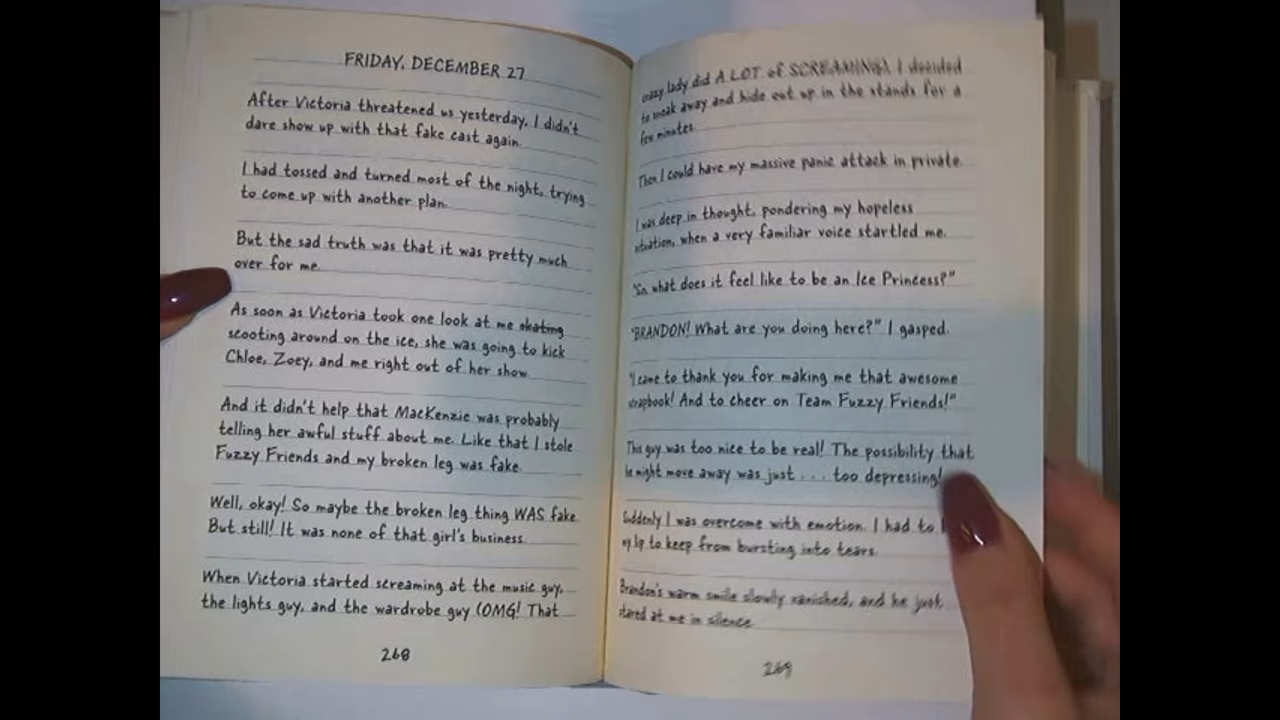 FRIDAY, DECEMBER 27
After Victoria threatened us yesterday, I didn't
dare show up with that fake cast again.
I had tossed and turned most of the night, trying
to come up with another plan.
But the sad truth was that it was pretty much
over for me.
As soon as Victoria took one look at me skating
scooting around on the ice, she was going to kick
Chloe, Zoey, and me right out of her show.
And it didn't help that MacKenzie was probably
telling her awful stuff about me. Like that I stole
Fuzzy Friends and my broken leg was fake.
Well, okay! So maybe the broken leg thing WAS fake.
But still! It was none of that girl's business.
When Victoria started screaming at the music guy,
the lights guy, and the wardrobe guy (OMG! That
268
crazy lady did A LOT of SCREAMING), I decided
to sneak away and hide out up in the stands for a
few minutes.
Then I could have my massive panic attack in private.
I was deep in thought, pondering my hopeless
situation, when a very familiar voice startled me.
"So, what does it feel like to be an Ice Princess?"
"BRANDON! What are you doing here?" I gasped.
"I came to thank you for making me that awesome
scrapbook! And to cheer on Team Fuzzy Friends!"
This guy was too nice to be real! The possibility that
he might move away was just . . . too depressing!
Suddenly I was overcome with emotion. I had to
my lip to keep from bursting into tears.
Brandon's warm smile slowly vanished, and he just
stared at me in silence.
269